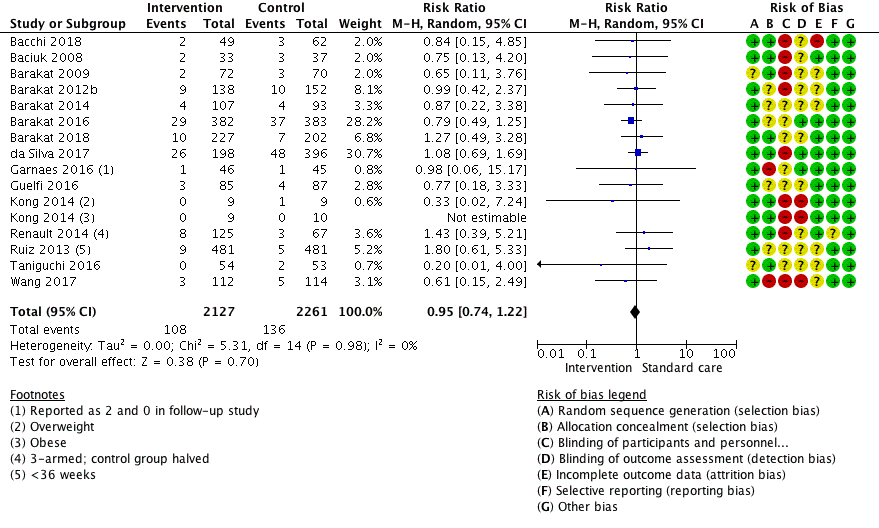 Intervention Control Risk Ratio Risk Ratio Risk of Bias
Study or Subgroup Events Total Events Total Weight M-H, Random, 95% CI M-H, Random, 95% CI A B C D E F G
Bacchi 2018 2 49 3 62 2.0% 0.84 [0.15, 4.85] + + - ? - + +
Baciuk 2008 2 33 3 37 2.1% 0.75 [0.13, 4.20] + + - + + + +
Barakat 2009 2 72 3 70 2.0% 0.65 [0.11, 3.76] ? + + ? ? + +
Barakat 2012b 9 138 10 152 8.1% 0.99 [0.42, 2.37] + ? - ? + + +
Barakat 2014 4 107 4 93 3.4% 0.87 [0.22, 3.38] + ? ? ? ? + +
Barakat 2016 29 382 37 383 28.2% 0.79 [0.49, 1.25] + ? ? + + + +
Barakat 2018 10 227 7 202 6.8% 1.27 [0.49, 3.28] + + ? ? + + +
da Silva 2017 26 198 48 396 30.7% 1.08 [0.69, 1.69] + + - + + + +
Garnaes 2016 (1) 1 46 1 45 0.8% 0.98 [0.06, 15.17] + - ? + + + +
Guelfi 2016 3 85 4 87 2.9% 0.77 [0.18, 3.33] + ? ? ? + + +
Kong 2014 (2) 0 9 1 9 0.6% 0.33 [0.02, 7.24] + + - - + + +
Kong 2014 (3) 0 9 0 10 Not estimable + + - - + + +
Renault 2014 (4) 8 125 3 67 3.6% 1.43 [0.39, 5.21] + + - ? + ? +
Ruiz 2013 (5) 9 481 5 481 5.2% 1.80 [0.61, 5.33] + ? ? ? ? + +
Taniguchi 2016 0 54 2 53 0.7% 0.20 [0.01, 4.00] ? + + ? + + +
Wang 2017 3 112 5 114 3.1% 0.61 [0.15, 2.49] + - - - ? + +
Total (95% CI) 2127 2261 100.0% 0.95 [0.74, 1.22]
Total events 108 136
Heterogeneity: Tau² = 0.00; Chi² = 5.31, df = 14 (P = 0.98); I² = 0%
Test for overall effect: Z = 0.38 (P = 0.70)
0.01 0.1 1 10 100
Intervention Standard care
Footnotes
(1) Reported as 2 and 0 in follow-up study
(2) Overweight
(3) Obese
(4) 3-armed; control group halved
(5) <36 weeks
Risk of bias legend
(A) Random sequence generation (selection bias)
(B) Allocation concealment (selection bias)
(C) Blinding of participants and personnel...
(D) Blinding of outcome assessment (detection bias)
(E) Incomplete outcome data (attrition bias)
(F) Selective reporting (reporting bias)
(G) Other bias